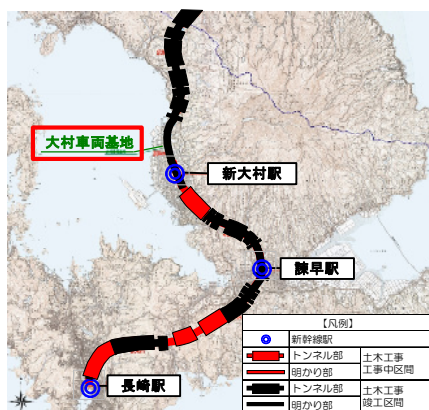 大村車両基地
新大村駅
諫早駅
長崎駅
【凡例】
新幹線駅
トンネル部
明かり部
土木工事
工事中区間
トンネル部
明かり部
土木工事
竣工区間